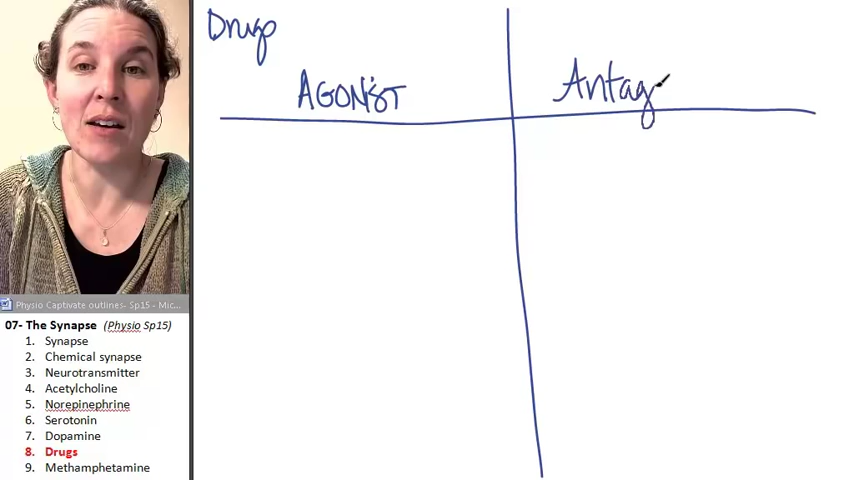 Drugs
AGONIST
Antag
Physio Captivate outlines- Sp15 - Mic...
07- The Synapse (Physio Sp15)
1. Synapse
2. Chemical synapse
3. Neurotransmitter
4. Acetylcholine
5. Norepinephrine
6. Serotonin
7. Dopamine
8. Drugs
9. Methamphetamine